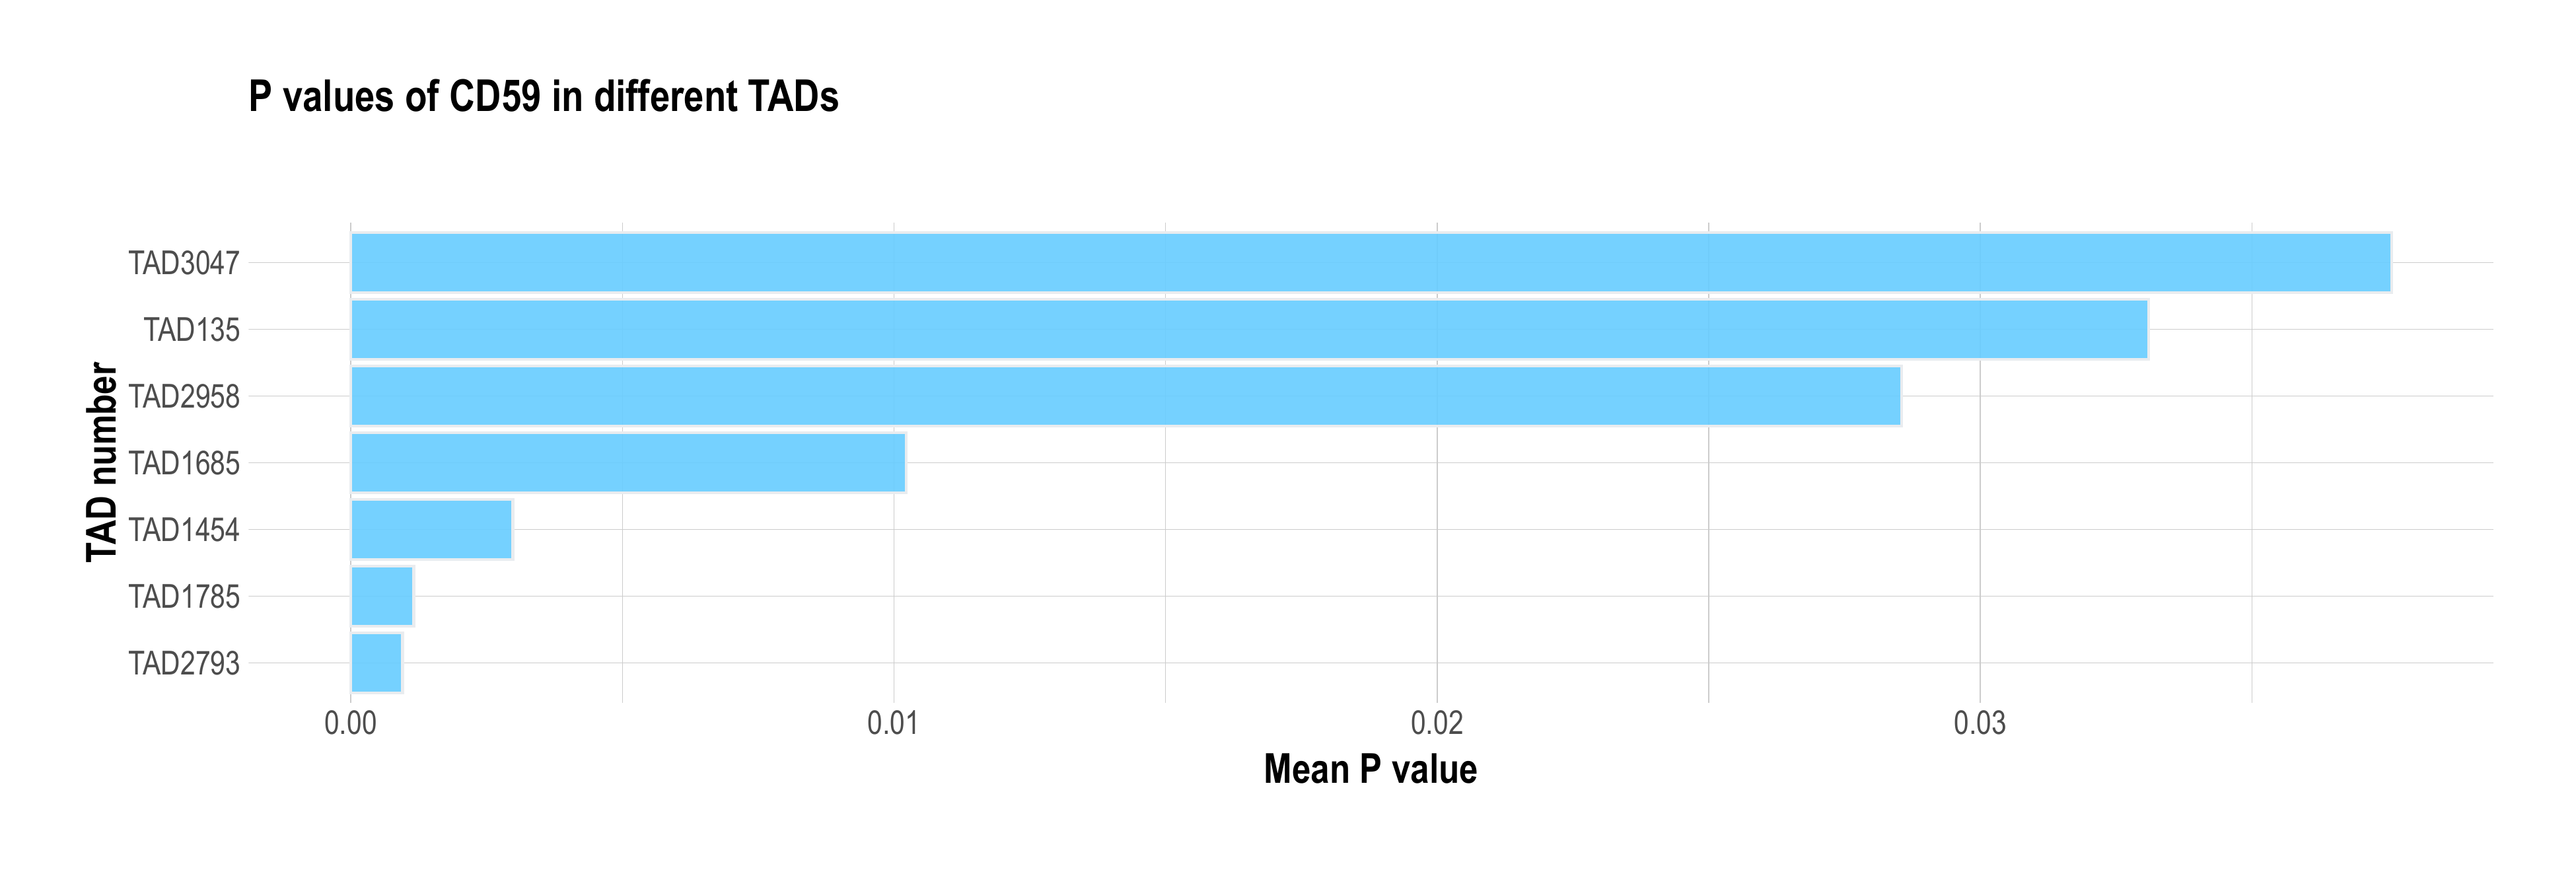 P values of CD59 in different TADs
TAD number
TAD3047
TAD135
TAD2958
TAD1685
TAD1454
TAD1785
TAD2793
0.00 0.01 0.02 0.03
Mean P value